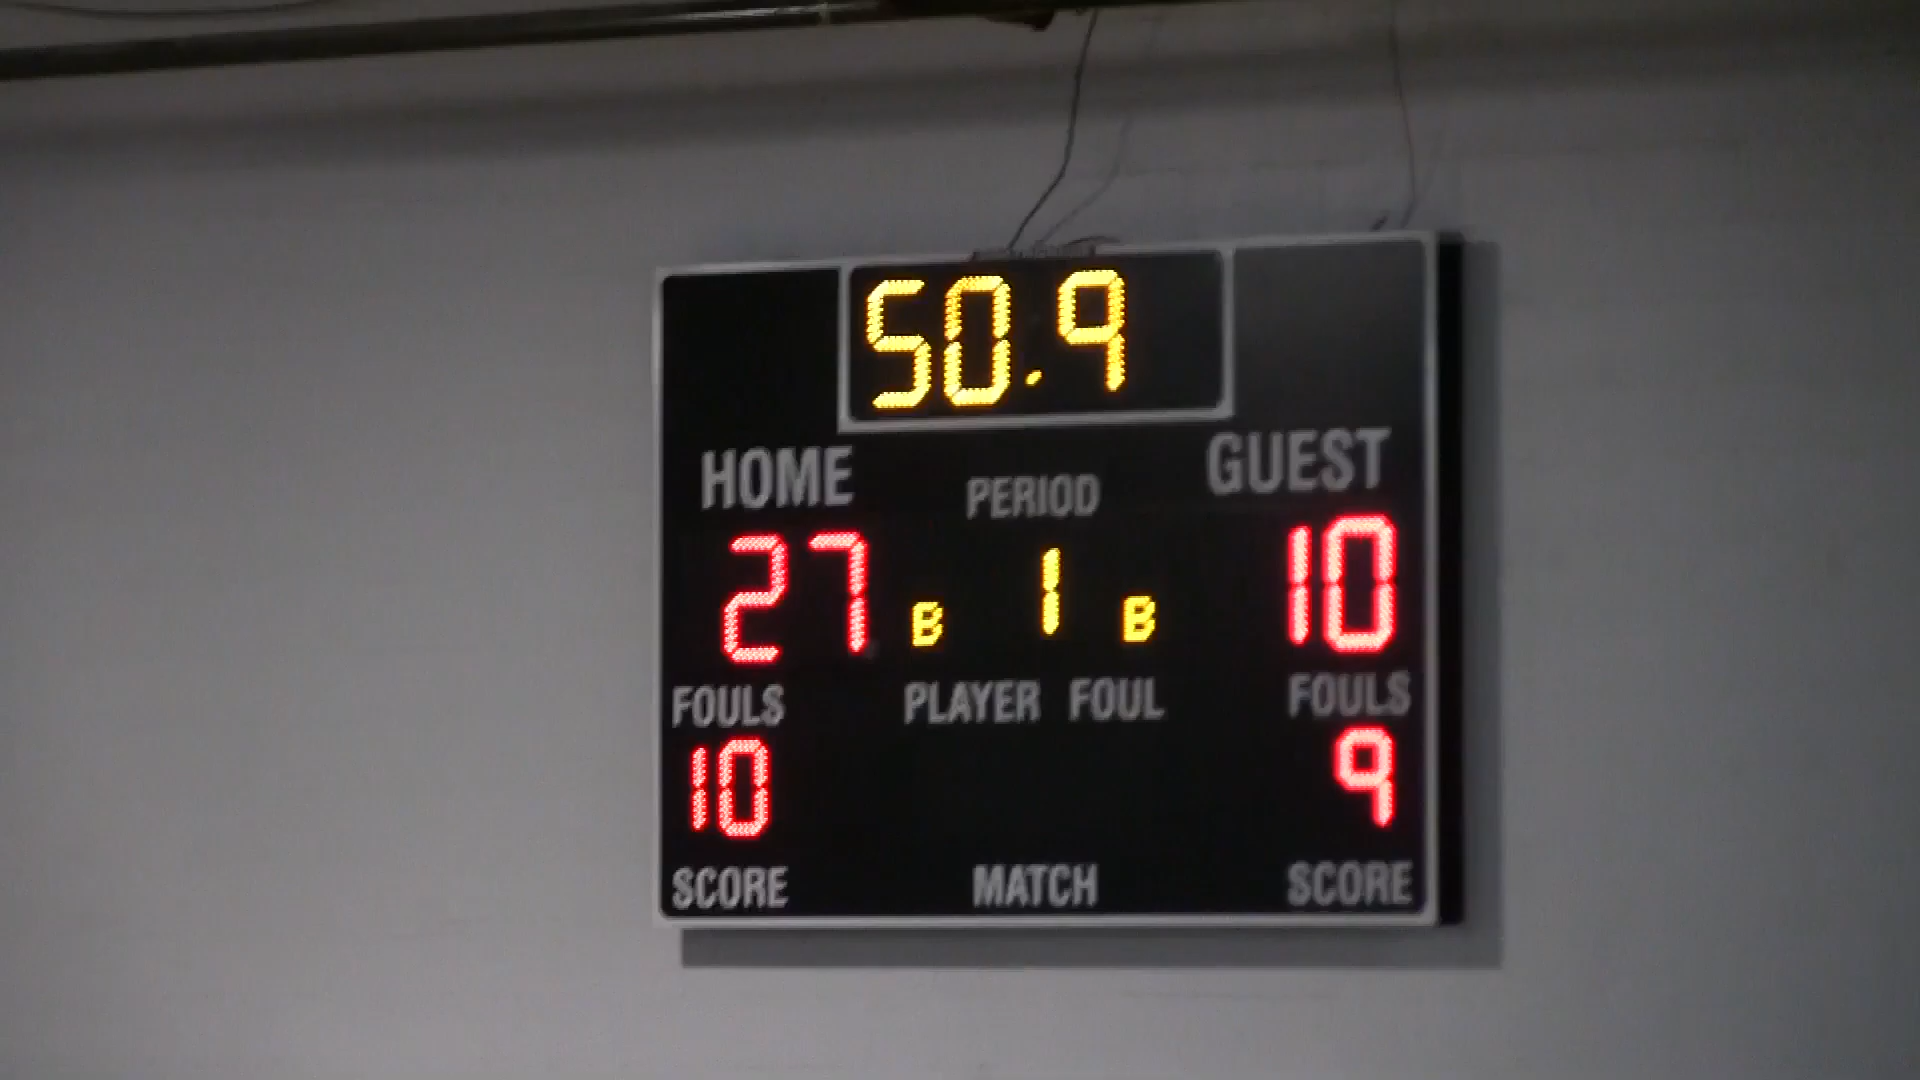 50.9
HOME PERIOD GUEST
27 B 1 B 10
FOULS PLAYER FOUL FOULS
10 9
SCORE MATCH SCORE